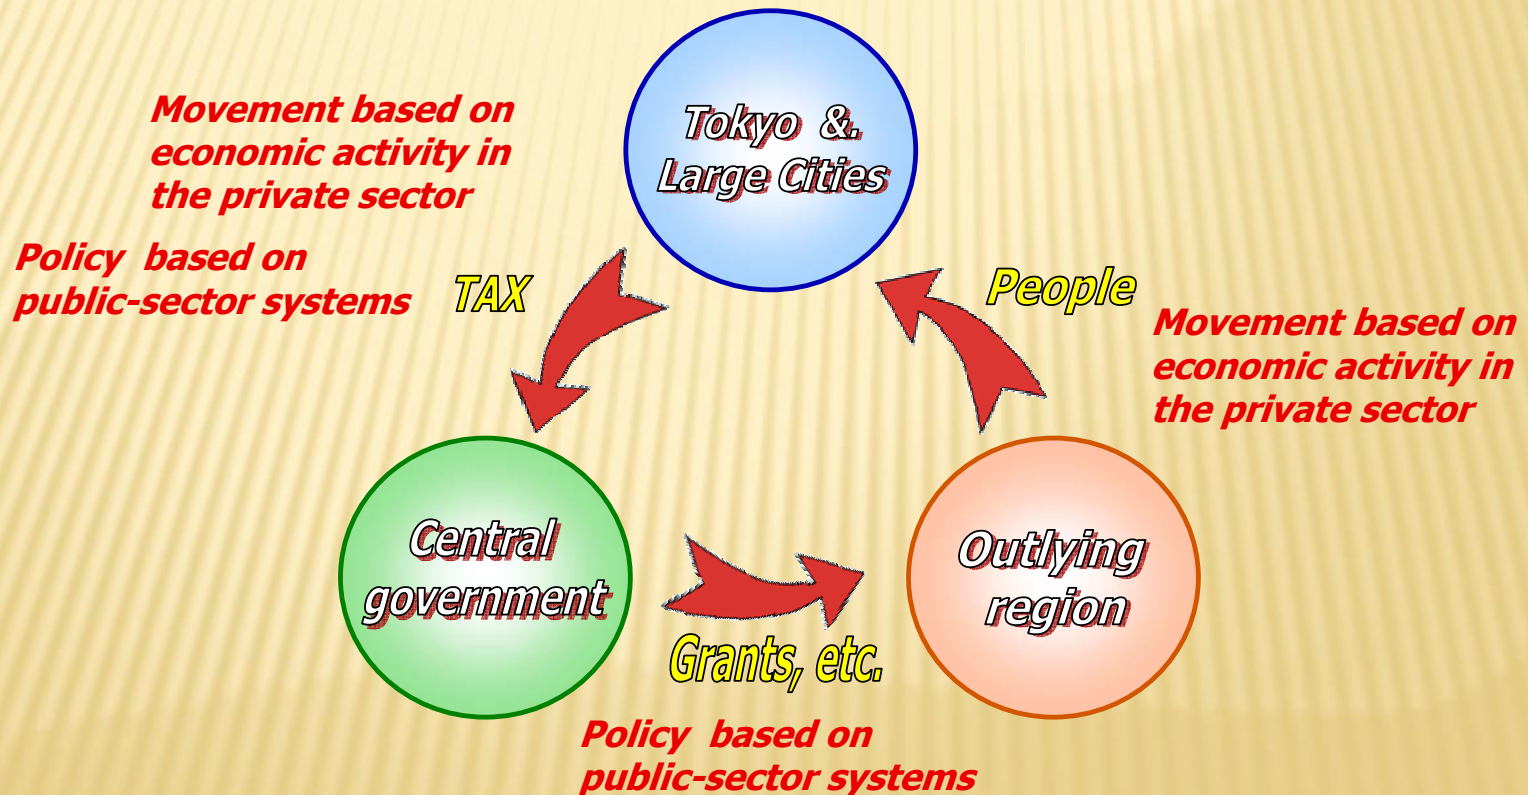 Tokyo &.
Large Cities
Movement based on
economic activity in
the private sector
Policy based on
public-sector systems
TAX
People
Movement based on
economic activity in
the private sector
Central
government
Outlying
region
Grants, etc.
Policy based on
public-sector systems